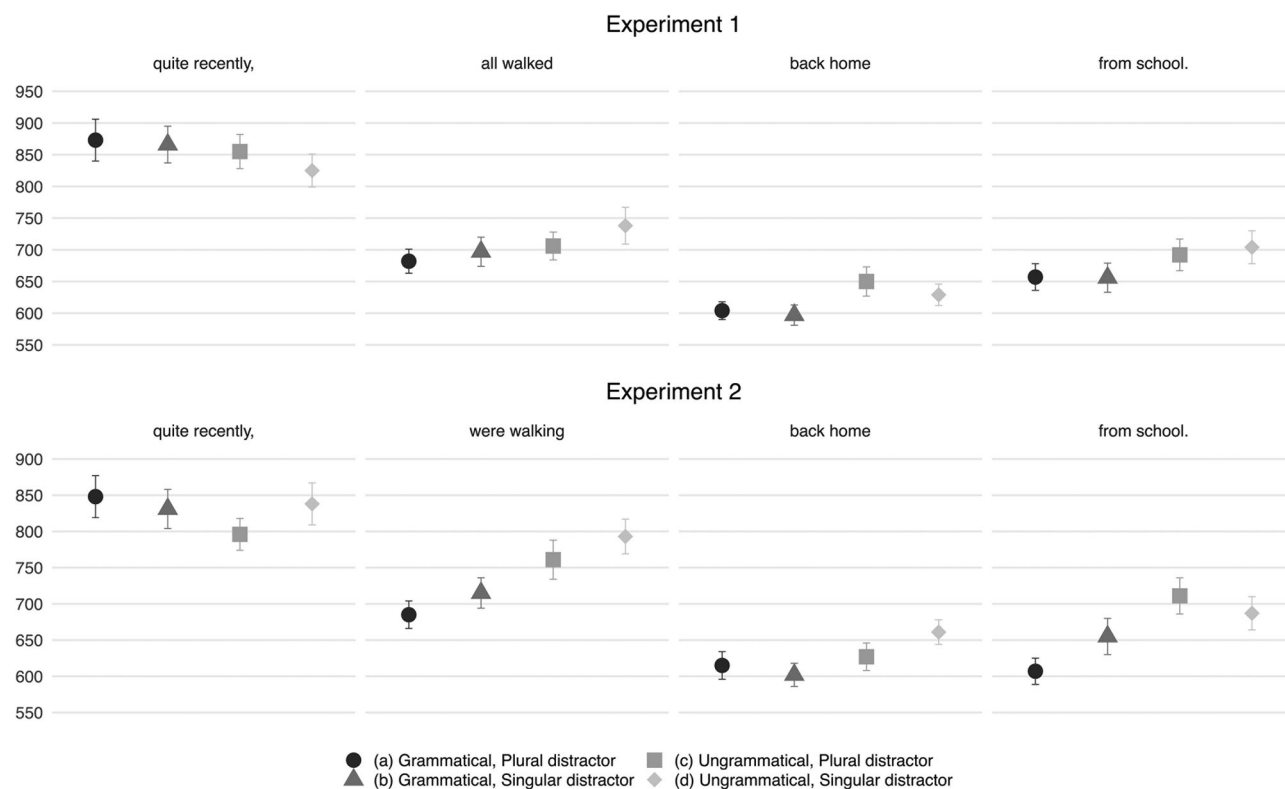 Experiment 1
quite recently, all walked back home from school.
950
900
850
800
750
700
650
600
550
Experiment 2
quite recently, were walking back home from school.
900
850
800
750
700
650
600
550
(a) Grammatical, Plural distractor (c) Ungrammatical, Plural distractor
(b) Grammatical, Singular distractor (d) Ungrammatical, Singular distractor